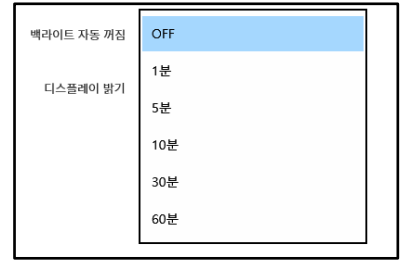 백라이트 자동 꺼짐
OFF
1분
디스플레이 밝기
5분
10분
30분
60분